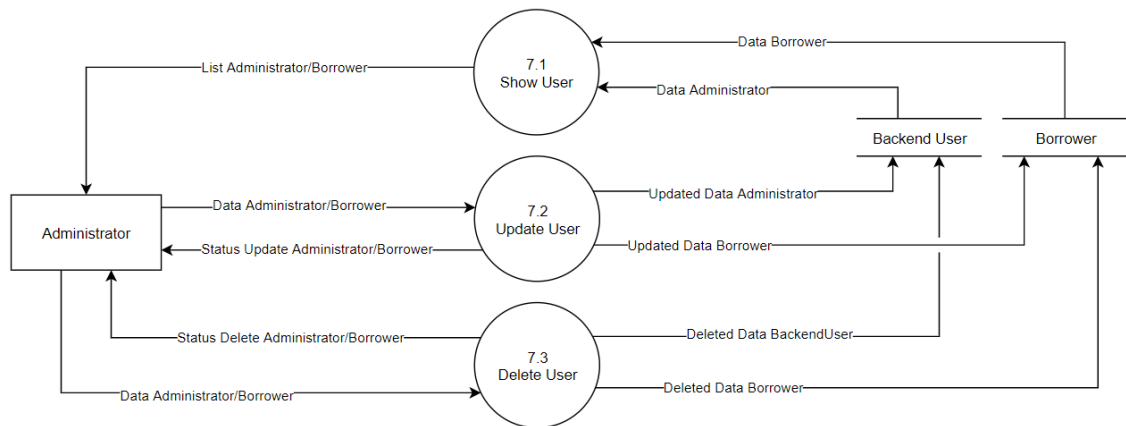 7.1
Show User
Data Borrower
List Administrator/Borrower
Data Administrator
Backend User
Borrower
Updated Data Administrator
Data Administrator/Borrower
7.2
Update User
Administrator
Status Update Administrator/Borrower
Updated Data Borrower
Status Delete Administrator/Borrower
Deleted Data BackendUser
7.3
Delete User
Data Administrator/Borrower
Deleted Data Borrower